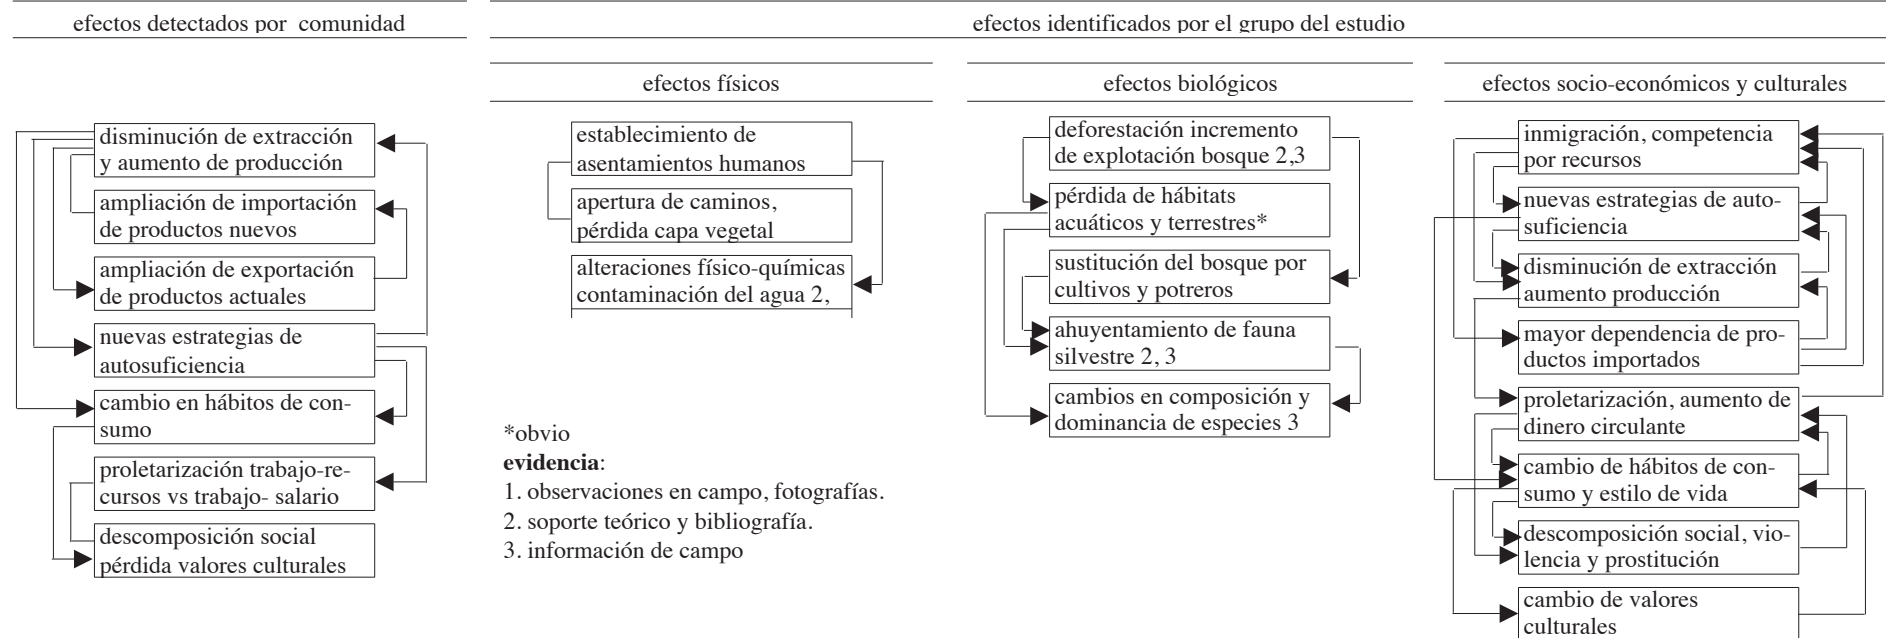 efectos detectados por comunidad
disminución de extracción
y aumento de producción
ampliación de importación
de productos nuevos
ampliación de exportación
de productos actuales
nuevas estrategias de
autosuficiencia
cambio en hábitos de con-
sumo
proletarización trabajo-re-
cursos vs trabajo- salario
descomposición social
pérdida valores culturales
efectos identificados por el grupo del estudio
efectos físicos
establecimiento de
asentamientos humanos
apertura de caminos,
pérdida capa vegetal
alteraciones físico-químicas
contaminación del agua 2,
*obvio
evidencia:
1. observaciones en campo, fotografías.
2. soporte teórico y bibliografía.
3. información de campo
efectos biológicos
deforestación incremento
de explotación bosque 2,3
pérdida de hábitats
acuáticos y terrestres*
sustitución del bosque por
cultivos y potreros
ahuyentamiento de fauna
silvestre 2, 3
cambios en composición y
dominancia de especies 3
efectos socio-económicos y culturales
inmigración, competencia
por recursos
nuevas estrategias de auto-
suficiencia
disminución de extracción
aumento producción
mayor dependencia de pro-
ductos importados
proletarización, aumento de
dinero circulante
cambio de hábitos de con-
sumo y estilo de vida
descomposición social, vio-
lencia y prostitución
cambio de valores
culturales